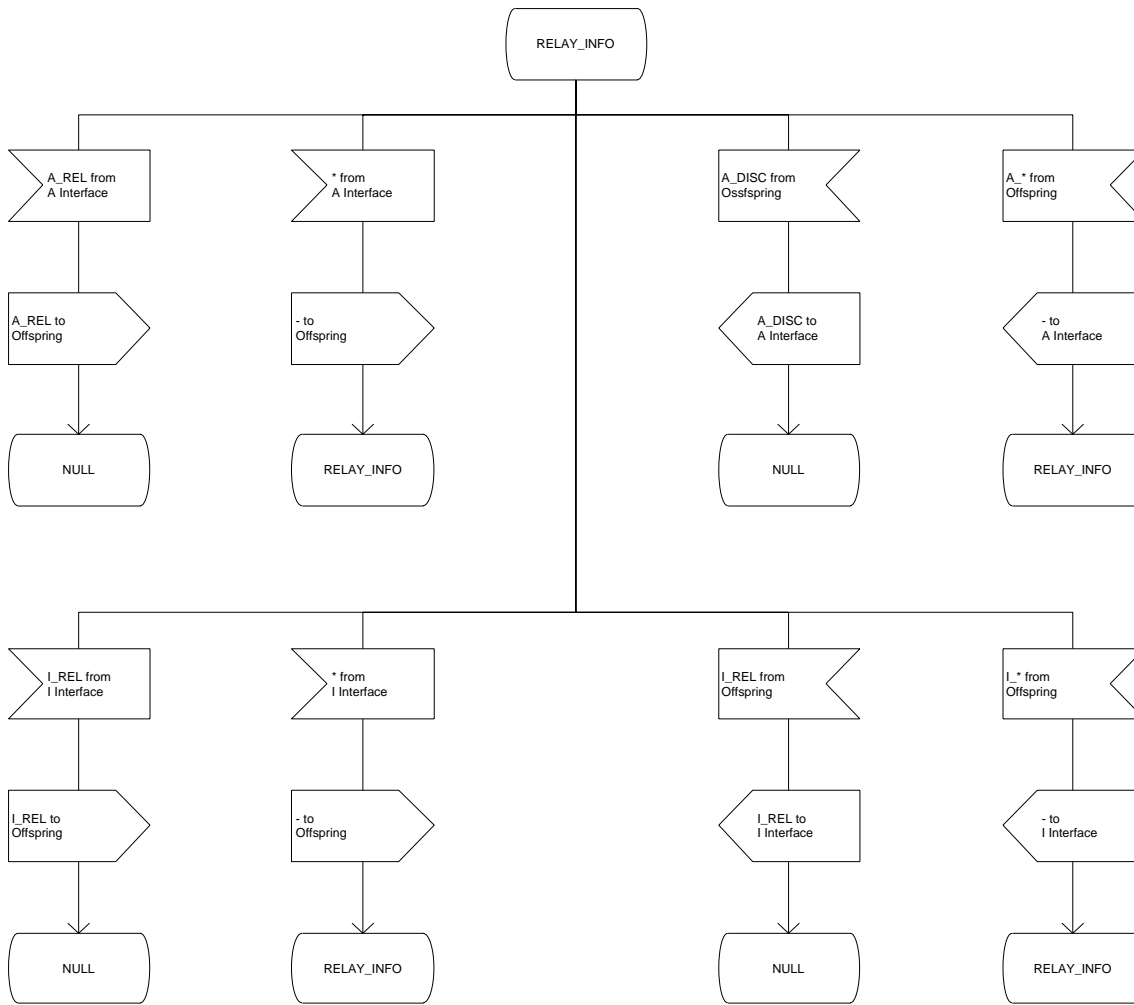 RELAY_INFO
A_REL from
A Interface
* from
A Interface
A_DISC from
Ossfspring
A_* from
Offspring
A_REL to
Offspring
- to
Offspring
A_DISC to
A Interface
- to
A Interface
NULL
RELAY_INFO
NULL
RELAY_INFO
I_REL from
I Interface
* from
I Interface
I_REL from
Offspring
I_* from
Offspring
I_REL to
Offspring
- to
Offspring
I_REL to
I Interface
- to
I Interface
NULL
RELAY_INFO
NULL
RELAY_INFO